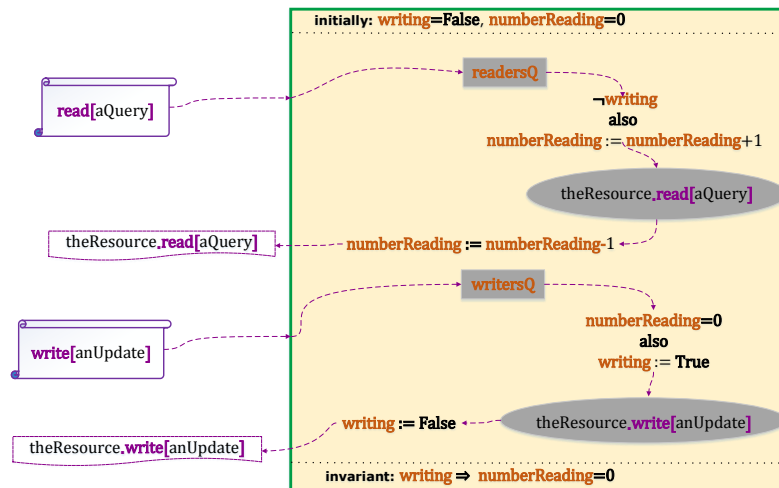 initially: writing=False, numberReading=0
readersQ
read[aQuery]
¬writing
also
numberReading := numberReading+1
theResource.read[aQuery]
theResource.read[aQuery]
numberReading := numberReading-1
writersQ
numberReading=0
also
writing := True
write[anUpdate]
theResource.write[anUpdate]
writing := False
theResource.write[anUpdate]
invariant: writing ⇒ numberReading=0